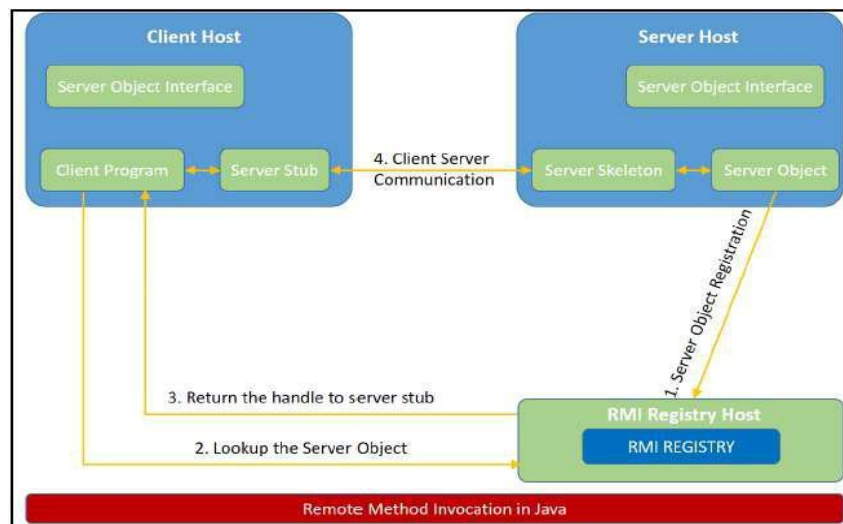 Client Host
Server Object Interface
Client Program
Server Stub
4. Client Server
Communication
Server Host
Server Object Interface
Server Skeleton
Server Object
1. Server Object Registration
3. Return the handle to server stub
2. Lookup the Server Object
RMI Registry Host
RMI REGISTRY
Remote Method Invocation in Java